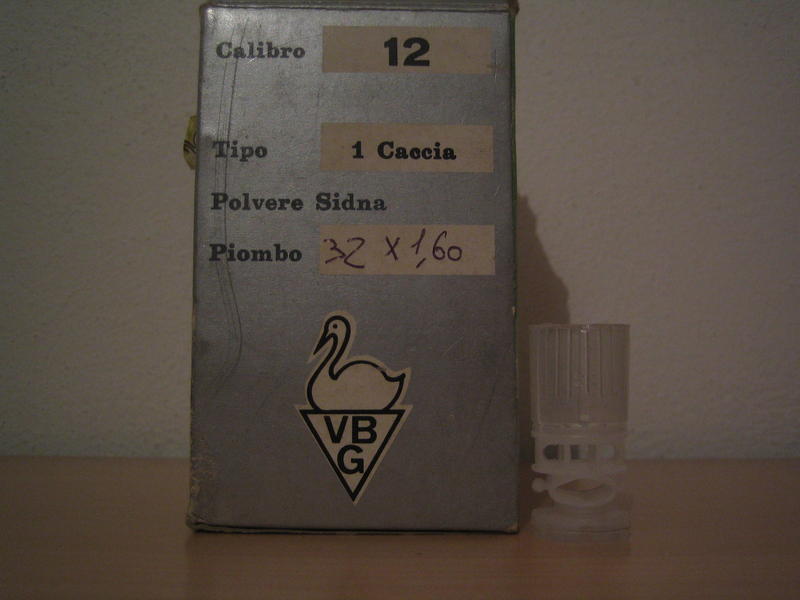 Calibro 12
Tipo 1 Caccia
Polvere Sidna
Piombo 32 x 1,60
VB
G